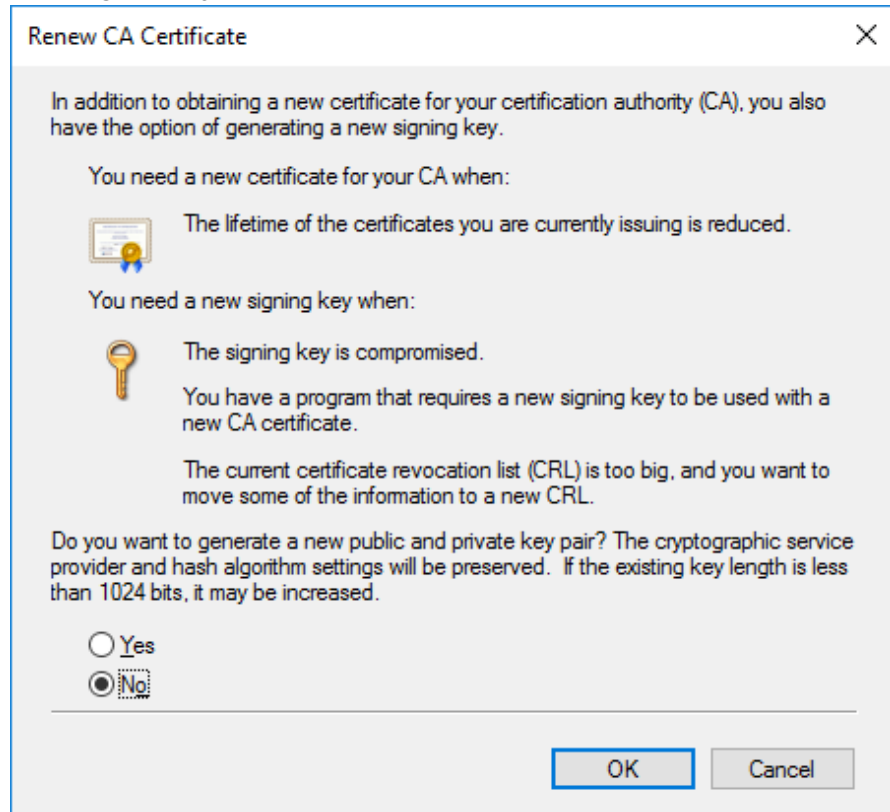 Renew CA Certificate
In addition to obtaining a new certificate for your certification authority (CA), you also
have the option of generating a new signing key.
You need a new certificate for your CA when:
The lifetime of the certificates you are currently issuing is reduced.
You need a new signing key when:
The signing key is compromised.
You have a program that requires a new signing key to be used with a
new CA certificate.
The current certificate revocation list (CRL) is too big, and you want to
move some of the information to a new CRL.
Do you want to generate a new public and private key pair? The cryptographic service
provider and hash algorithm settings will be preserved. If the existing key length is less
than 1024 bits, it may be increased.
Yes
No
OK Cancel